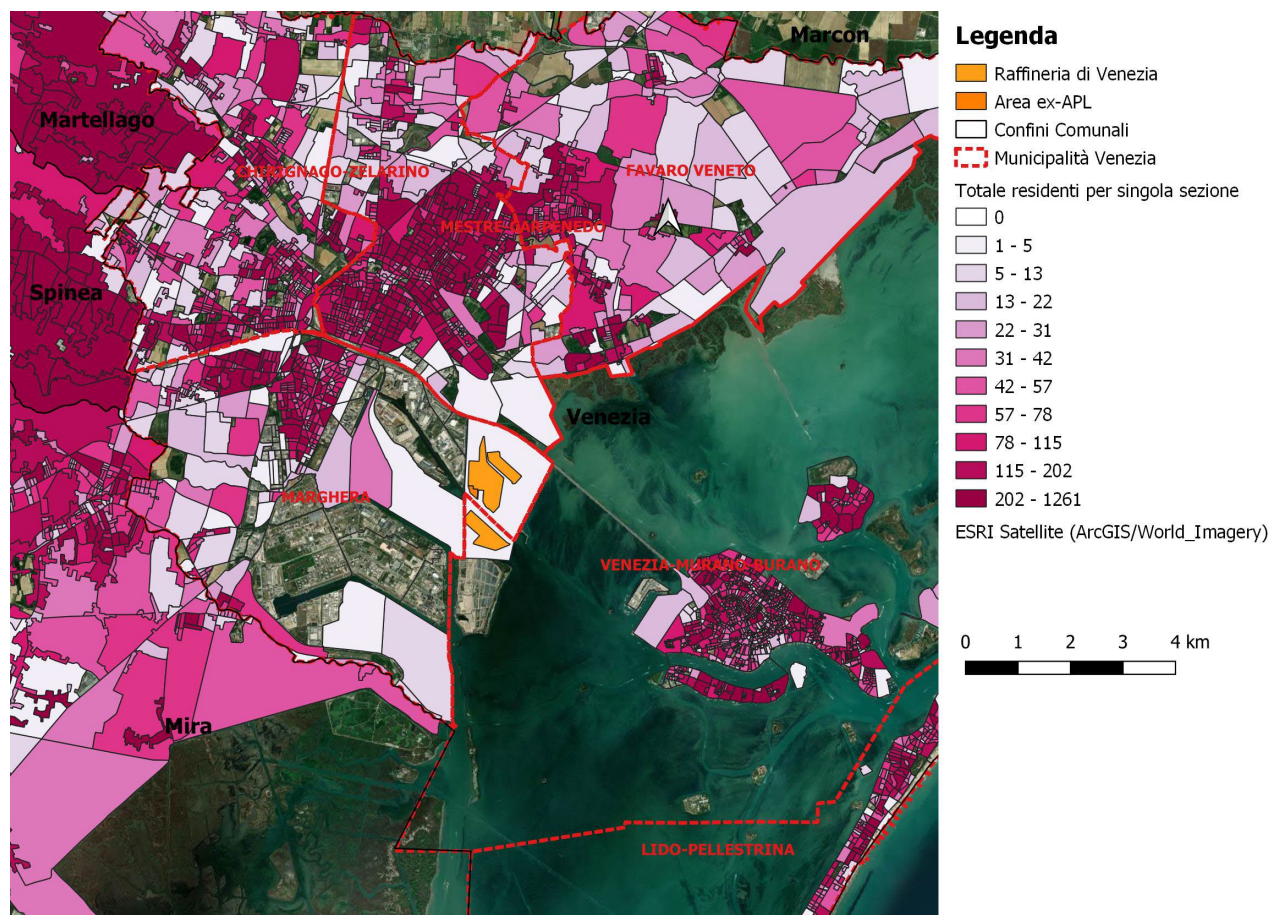 Marcon
Martellago
CHIRIGNAGO-ZELARINO
FAVARO VENETO
MESTRE-CARPENEDO
Spinea
Venezia
MARGHERA
VENEZIA-MURANO-BURANO
Mira
LIDO-PELLESTRINA
Legenda
Raffineria di Venezia
Area ex-APL
Confini Comunali
Municipalità Venezia
Totale residenti per singola sezione
0
1 - 5
5 - 13
13 - 22
22 - 31
31 - 42
42 - 57
57 - 78
78 - 115
115 - 202
202 - 1261
ESRI Satellite (ArcGIS/World_Imagery)
0 1 2 3 4 km